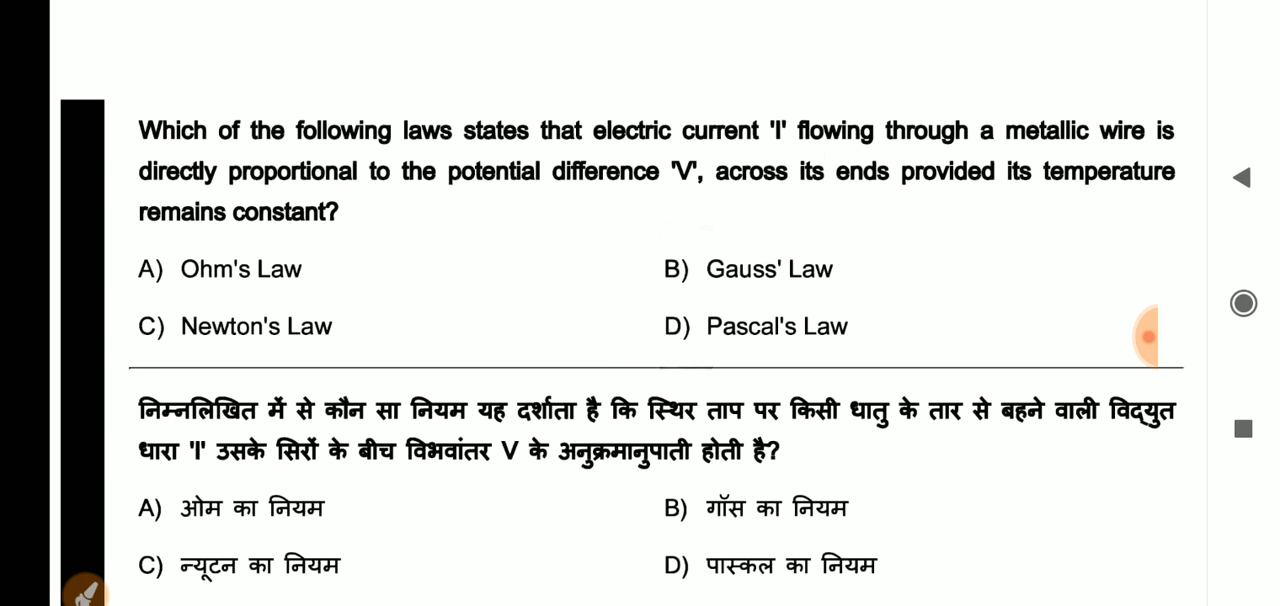 Which of the following laws states that electric current 'I' flowing through a metallic wire is
directly proportional to the potential difference 'V', across its ends provided its temperature
remains constant?
A) Ohm's Law B) Gauss' Law
C) Newton's Law D) Pascal's Law
निम्नलिखित में से कौन सा नियम यह दर्शाता है कि स्थिर ताप पर किसी धातु के तार से बहने वाली विद्युत
धारा 'I' उसके सिरों के बीच विभवांतर V के अनुक्रमानुपाती होती है?
A) ओम का नियम B) गॉस का नियम
C) न्यूटन का नियम D) पास्कल का नियम